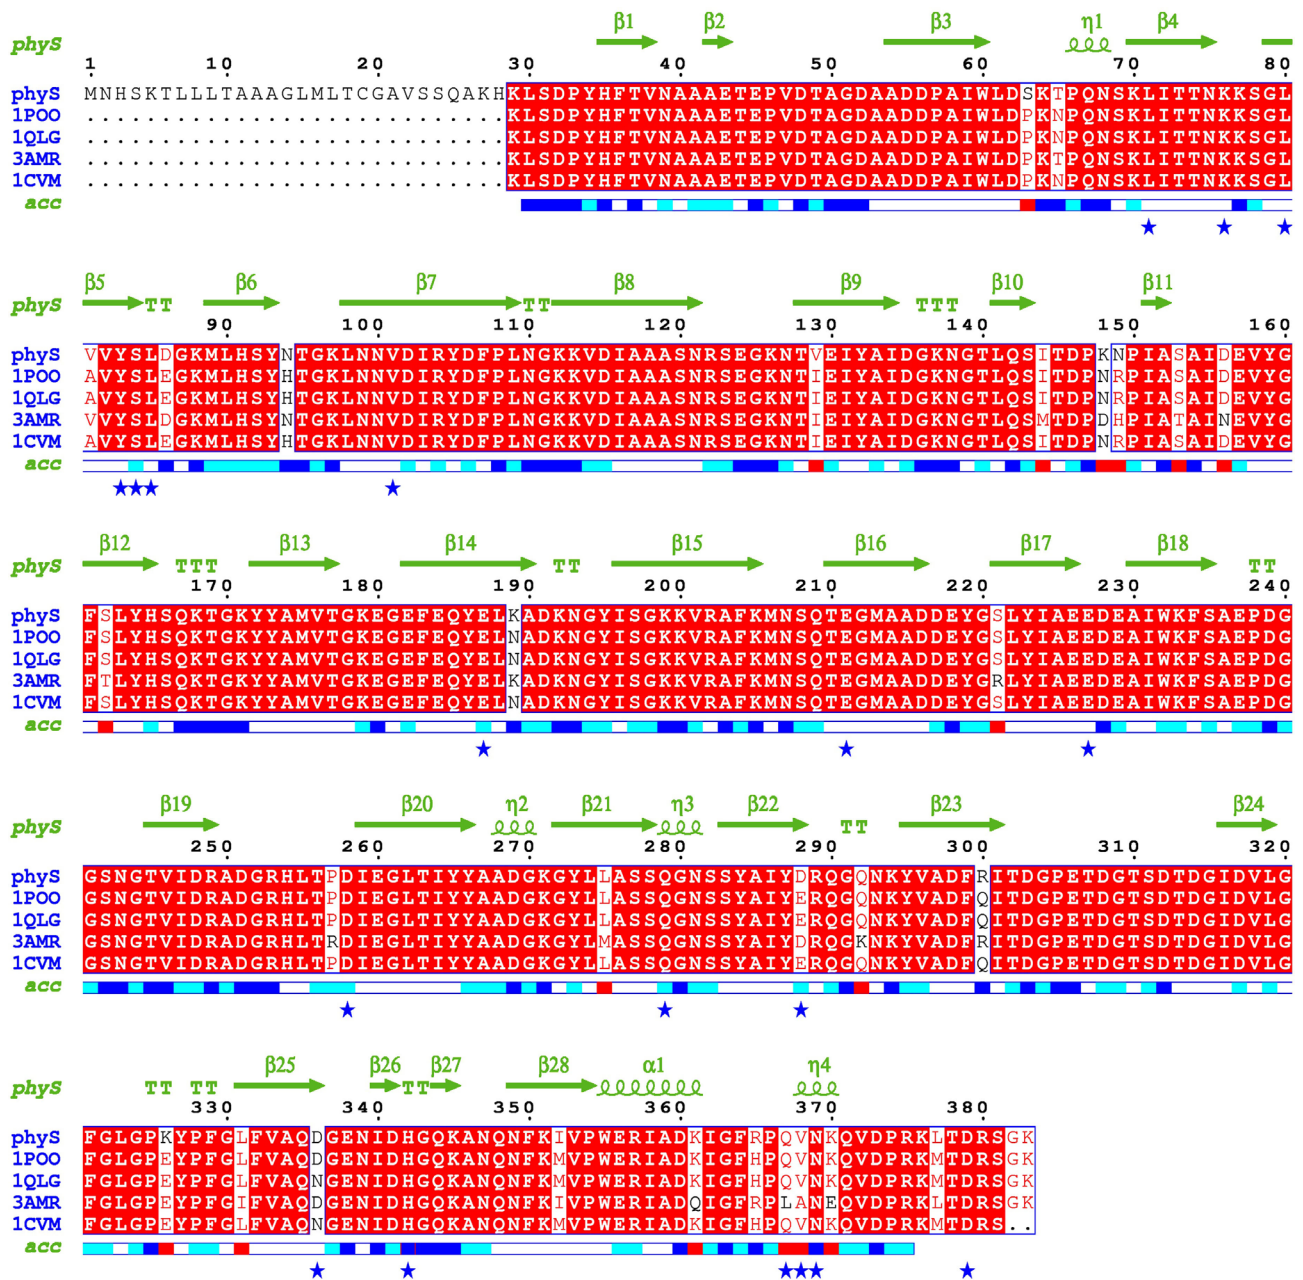 β1 β2 β3 η1 β4
phyS
1 10 20 30 40 50 60 70 80
phyS MNHSKTLLLTAAAGLMLTCGAVSSQAKHKLSDPYHFTVNAAAETEPVDTAGDAADDPAIWLDSKTPQNSKLITTNKKSGL
1POO ............................KLSDPYHFTVNAAAETEPVDTAGDAADDPAIWLDPKNPQNSKLITTNKKSGL
1QLG ............................KLSDPYHFTVNAAAETEPVDTAGDAADDPAIWLDPKNPQNSKLITTNKKSGL
3AMR ............................KLSDPYHFTVNAAAETEPVDTAGDAADDPAIWLDPKTPQNSKLITTNKKSGL
1CVM ............................KLSDPYHFTVNAAAETEPVDTAGDAADDPAIWLDPKNPQNSKLITTNKKSGL
acc
β5 β6 β7 β8 β9 β10 β11
phyS TT TT TTT
90 100 110 120 130 140 150 160
phyS VVYSLDGKMLHSYNTGKLNNVDIRYDFPLNGKKVDIAAASNRSEGKNTVEIYAIDGKNGTLQSITDPKNPIASAIDEVYG
1POO AVYSLEGKMLHSYHTGKLNNVDIRYDFPLNGKKVDIAAASNRSEGKNTIEIYAIDGKNGTLQSITDPNRPIASAIDEVYG
1QLG AVYSLEGKMLHSYHTGKLNNVDIRYDFPLNGKKVDIAAASNRSEGKNTIEIYAIDGKNGTLQSITDPNRPIASAIDEVYG
3AMR VVYSLDGKMLHSYNTGKLNNVDIRYDFPLNGKKVDIAAASNRSEGKNTIEIYAIDGKNGTLQSMTDPDHPIATAINEVYG
1CVM AVYSLEGKMLHSYHTGKLNNVDIRYDFPLNGKKVDIAAASNRSEGKNTIEIYAIDGKNGTLQSITDPNRPIASAIDEVYG
acc
β12 β13 β14 β15 β16 β17 β18
phyS TTT TT TT
170 180 190 200 210 220 230 240
phyS FSLYHSQKTGKYYAMVTGKEGEFEQYELKADKNGYISGKKVRAFKMNSQTEGMAADDEYGSLYIAEEDEAIWKFSAEPDG
1POO FSLYHSQKTGKYYAMVTGKEGEFEQYELNADKNGYISGKKVRAFKMNSQTEGMAADDEYGSLYIAEEDEAIWKFSAEPDG
1QLG FSLYHSQKTGKYYAMVTGKEGEFEQYELNADKNGYISGKKVRAFKMNSQTEGMAADDEYGSLYIAEEDEAIWKFSAEPDG
3AMR FTLYHSQKTGKYYAMVTGKEGEFEQYELKADKNGYISGKKVRAFKMNSQTEGMAADDEYGRLYIAEEDEAIWKFSAEPDG
1CVM FSLYHSQKTGKYYAMVTGKEGEFEQYELNADKNGYISGKKVRAFKMNSQTEGMAADDEYGSLYIAEEDEAIWKFSAEPDG
acc
β19 β20 η2 β21 η3 β22 β23 β24
phyS TT
250 260 270 280 290 300 310 320
phyS GSNGTVIDRADGRHLTPDIEGLTIYYAADGKGYLLASSQGNSSYAIYDRQGQNKYVADFRITDGPETDGTSDTDGIDVLG
1POO GSNGTVIDRADGRHLTPDIEGLTIYYAADGKGYLLASSQGNSSYAIYERQGQNKYVADFQITDGPETDGTSDTDGIDVLG
1QLG GSNGTVIDRADGRHLTPDIEGLTIYYAADGKGYLLASSQGNSSYAIYERQGQNKYVADFQITDGPETDGTSDTDGIDVLG
3AMR GSNGTVIDRADGRHLTRDIEGLTIYYAADGKGYLMASSQGNSSYAIYDRQGKNKYVADFRITDGPETDGTSDTDGIDVLG
1CVM GSNGTVIDRADGRHLTPDIEGLTIYYAADGKGYLLASSQGNSSYAIYERQGQNKYVADFQITDGPETDGTSDTDGIDVLG
acc
β25 β26 β27 β28 α1 η4
phyS TT TT TT
330 340 350 360 370 380
phyS FGLGPKYPFGLFVAQDGENIDHGQKANQNFKIVPWERIADKIGFRPQVNKQVDPRKLTDRSGK
1POO FGLGPEYPFGLFVAQDGENIDHGQKANQNFKMVPWERIADKIGFHPQVNKQVDPRKMTDRSGK
1QLG FGLGPEYPFGLFVAQNGENIDHGQKANQNFKMVPWERIADKIGFHPQVNKQVDPRKMTDRSGK
3AMR FGLGPEYPFGIFVAQDGENIDHGQKANQNFKIVPWERIADQIGFRPLANEQVDPRKLTDRSGK
1CVM FGLGPEYPFGLFVAQNGENIDHGQKANQNFKMVPWERIADKIGFHPQVNKQVDPRKMTDRS..
acc